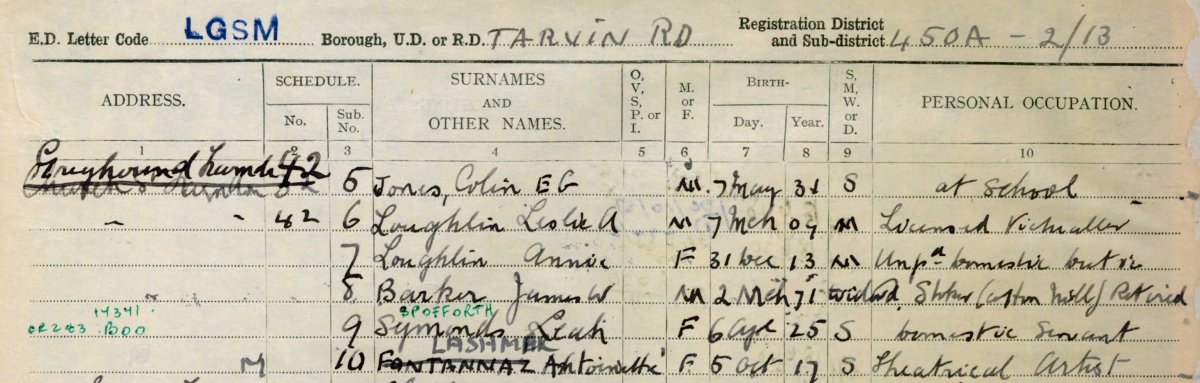 E.D. Letter Code LGSM Borough, U.D. or R.D. TARVIN RD Registration District and Sub-district 450A - 2/13
ADDRESS. SCHEDULE. SURNAMES AND OTHER NAMES. O, V, S, P. or I. M. or F. BIRTH- S, M, W. or D. PERSONAL OCCUPATION.
No. Sub. No. Day. Year.
1 2 3 4 5 6 7 8 9 10
Greyhound 42 5 Jones, Colin E G M 7 May 31 S at School
" " 42 6 Loughlin Leslie A M 7 Mch 09 M Licensed Victualler
7 Loughlin Annie F 31 Dec 13 M Unpd domestic duties
8 Barker James W M 2 Mch 71 (Cotton Mill) Retired
14341. SPOFFORTH
CR283 BOO 9 Symonds Leah F 6 Apl 25 S Domestic Servant
LASHMAR
M 10 FONTANNAZ Antoinette F 5 Oct 17 S Theatrical Artist